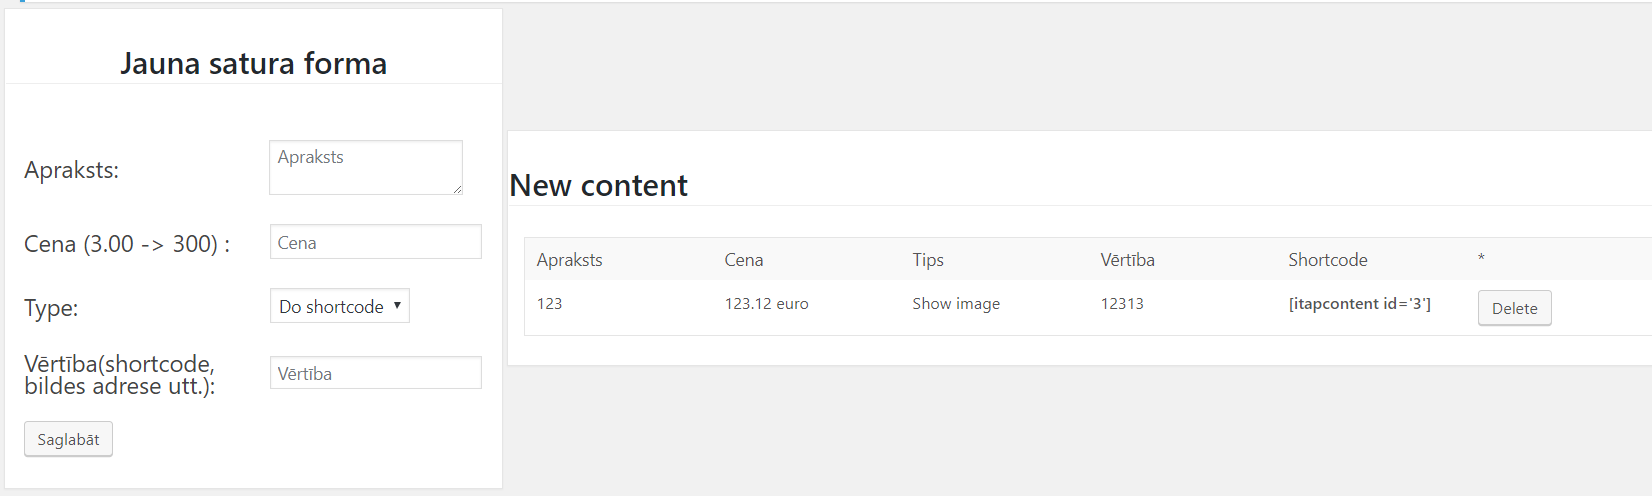 Jauna satura forma
Apraksts:
Apraksts
Cena (3.00 -> 300) :
Cena
Type:
Do shortcode
Vērtība(shortcode,
bildes adrese utt.):
Vērtība
Saglabāt
New content
Apraksts Cena Tips Vērtība Shortcode *
123 123.12 euro Show image 12313 [itapcontent id='3'] Delete